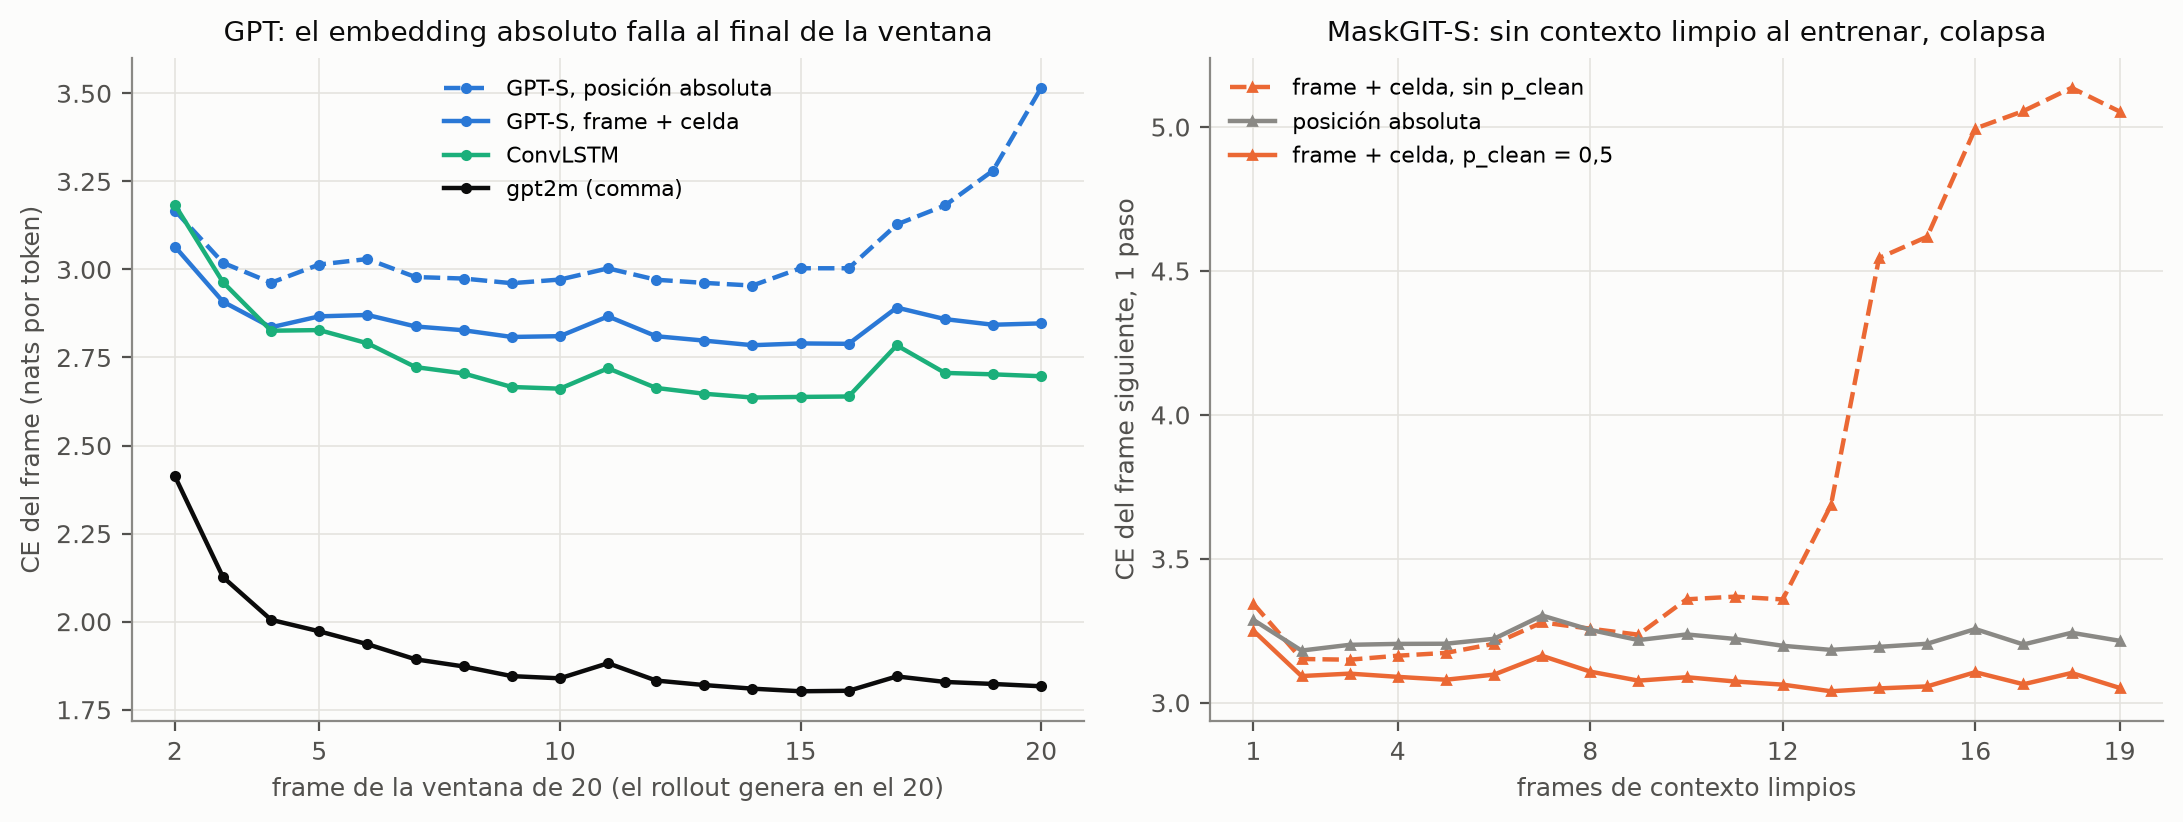 GPT: el embedding absoluto falla al final de la ventana
GPT-S, posición absoluta
GPT-S, frame + celda
ConvLSTM
gpt2m (comma)
CE del frame (nats por token)
3.50
3.25
3.00
2.75
2.50
2.25
2.00
1.75
2 5 10 15 20
frame de la ventana de 20 (el rollout genera en el 20)
MaskGIT-S: sin contexto limpio al entrenar, colapsa
frame + celda, sin p_clean
posición absoluta
frame + celda, p_clean = 0,5
CE del frame siguiente, 1 paso
5.0
4.5
4.0
3.5
3.0
1 4 8 12 16 19
frames de contexto limpios